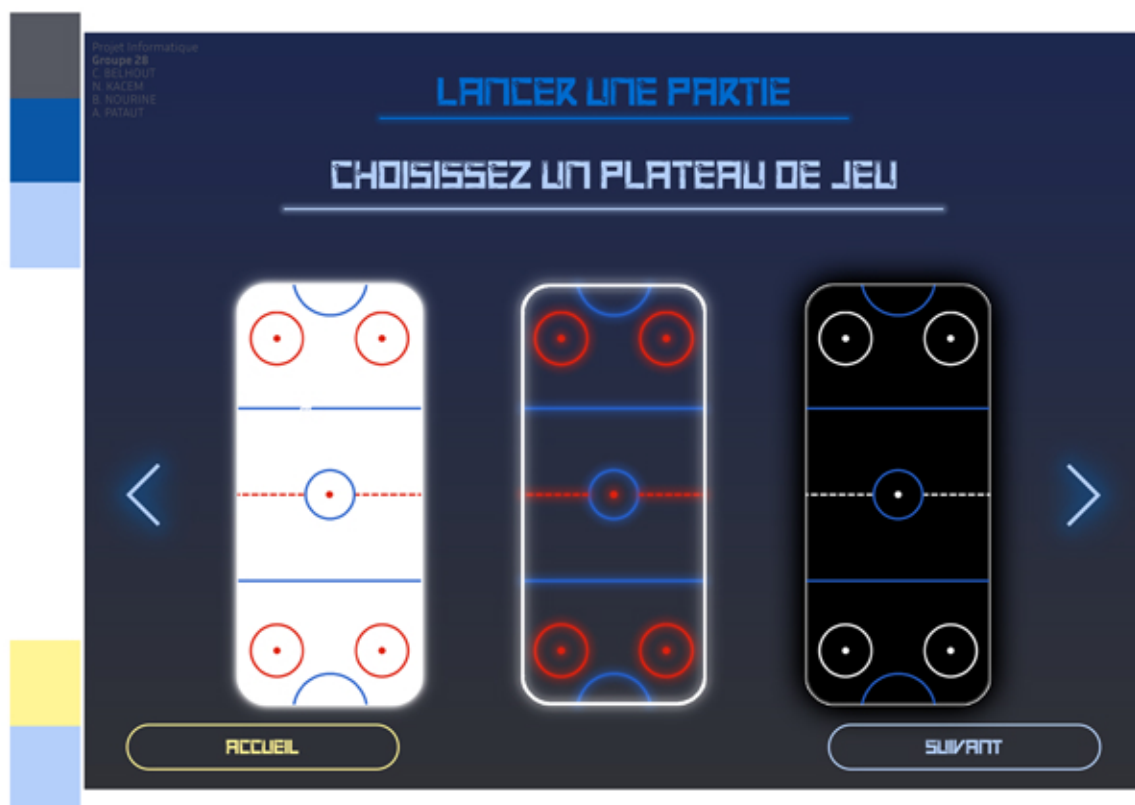 Projet Informatique
Groupe 28
C. BELHOUT
N. KACEM
B. NOURINE
A. PATAUT
LANCER UNE PARTIE
CHOISISSEZ UN PLATEAU DE JEU
ACCUEIL
SUIVANT